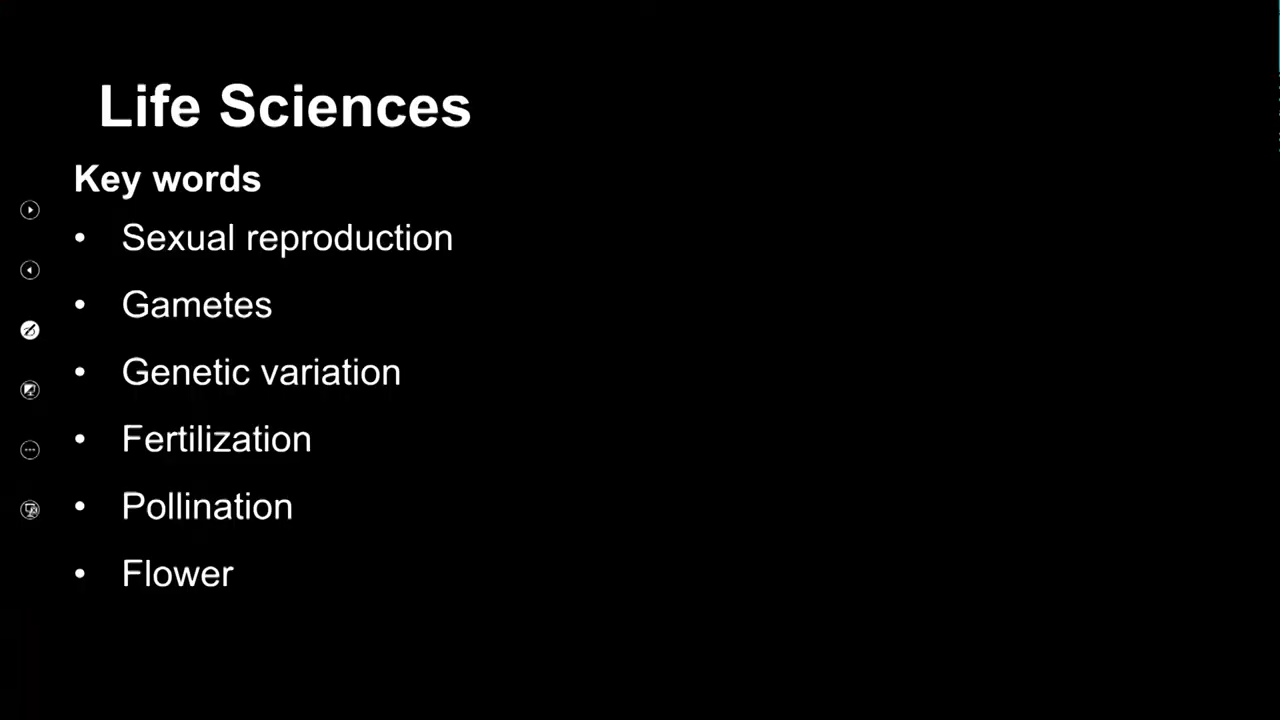 Life Sciences
Key words
• Sexual reproduction
• Gametes
• Genetic variation
• Fertilization
• Pollination
• Flower